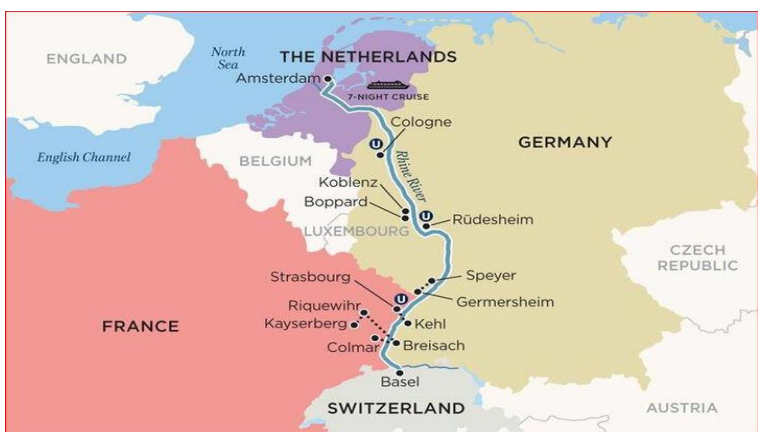 ENGLAND
North
Sea
THE NETHERLANDS
Amsterdam
7-NIGHT CRUISE
Cologne
U
GERMANY
English Channel
BELGIUM
Rhine River
Koblenz
Boppard
U
Rüdesheim
LUXEMBOURG
CZECH
REPUBLIC
Speyer
Strasbourg
U
Germersheim
Riquewihr
Kayserberg
Kehl
FRANCE
Colmar
Breisach
Basel
SWITZERLAND
AUSTRIA